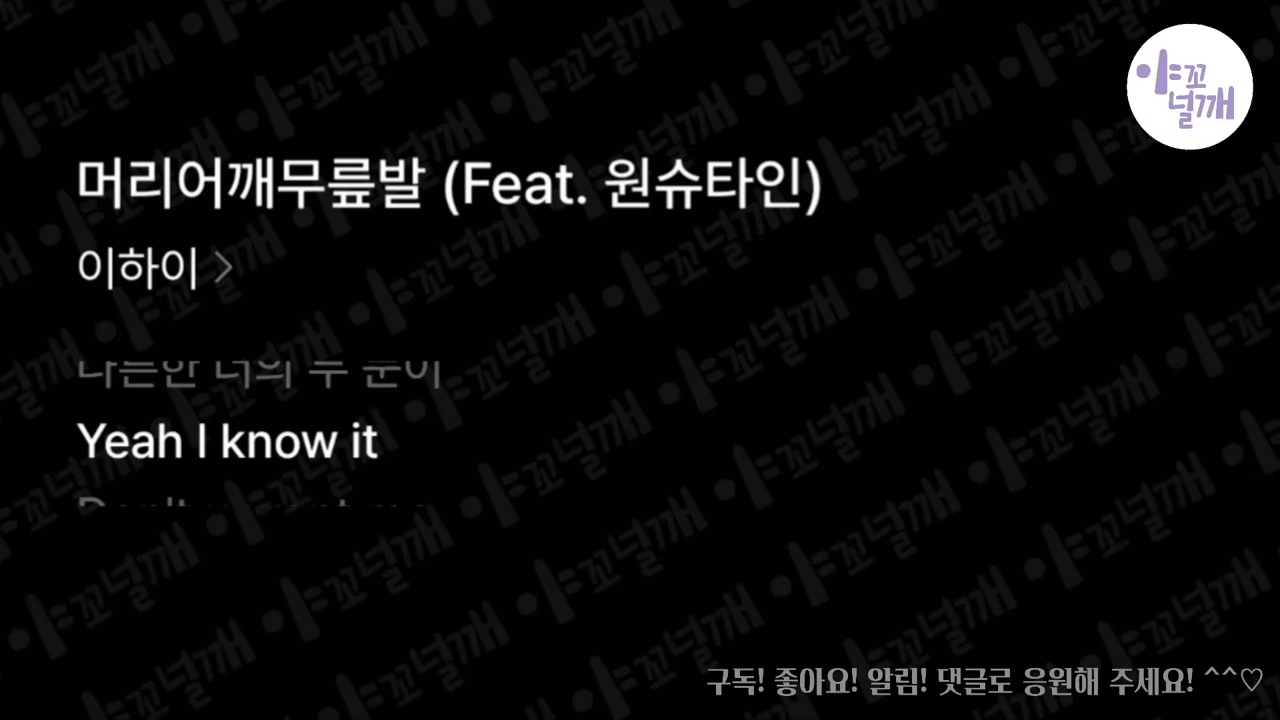 야꼬
널깨
머리어깨무릎발 (Feat. 원슈타인)
이하이 >
Yeah I know it
구독! 좋아요! 알림! 댓글로 응원해 주세요! ^^♡